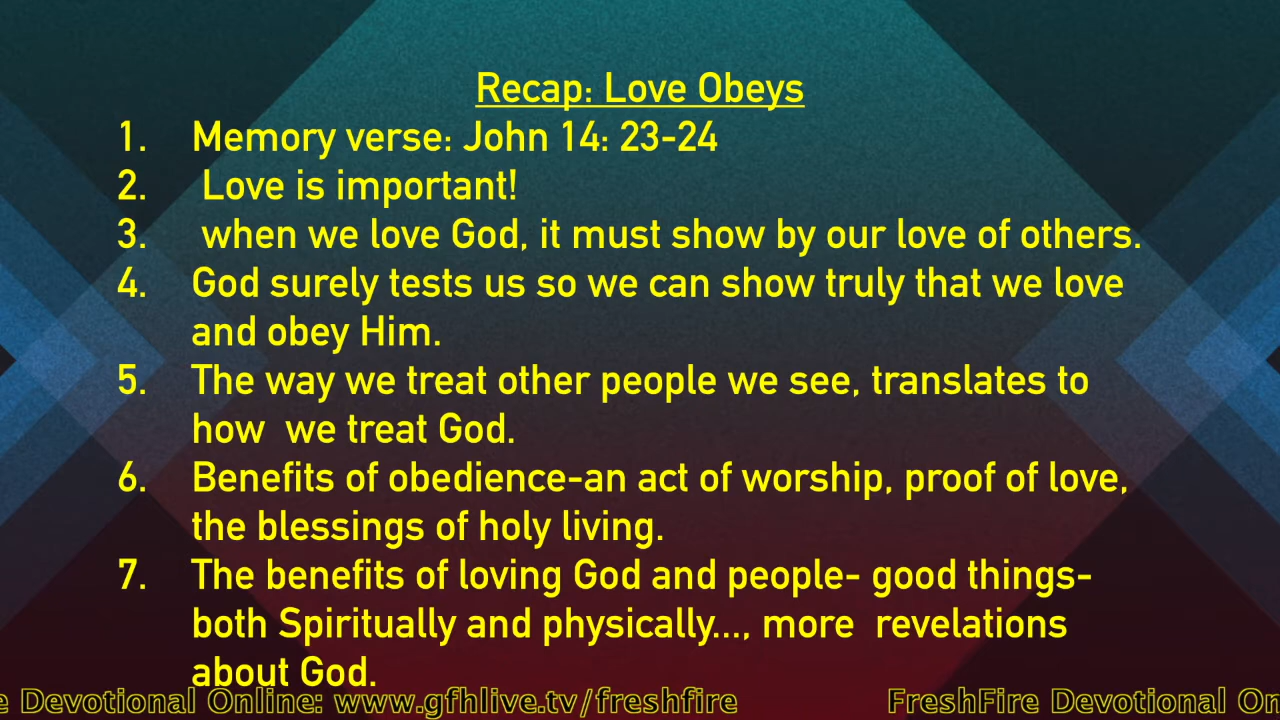 Recap: Love Obeys
1. Memory verse: John 14: 23-24
2. Love is important!
3. when we love God, it must show by our love of others.
4. God surely tests us so we can show truly that we love
and obey Him.
5. The way we treat other people we see, translates to
how we treat God.
6. Benefits of obedience-an act of worship, proof of love,
the blessings of holy living.
7. The benefits of loving God and people- good things-
both Spiritually and physically..., more revelations
about God.
e Devotional Online: www.gfhlive.tv/freshfire FreshFire Devotional On